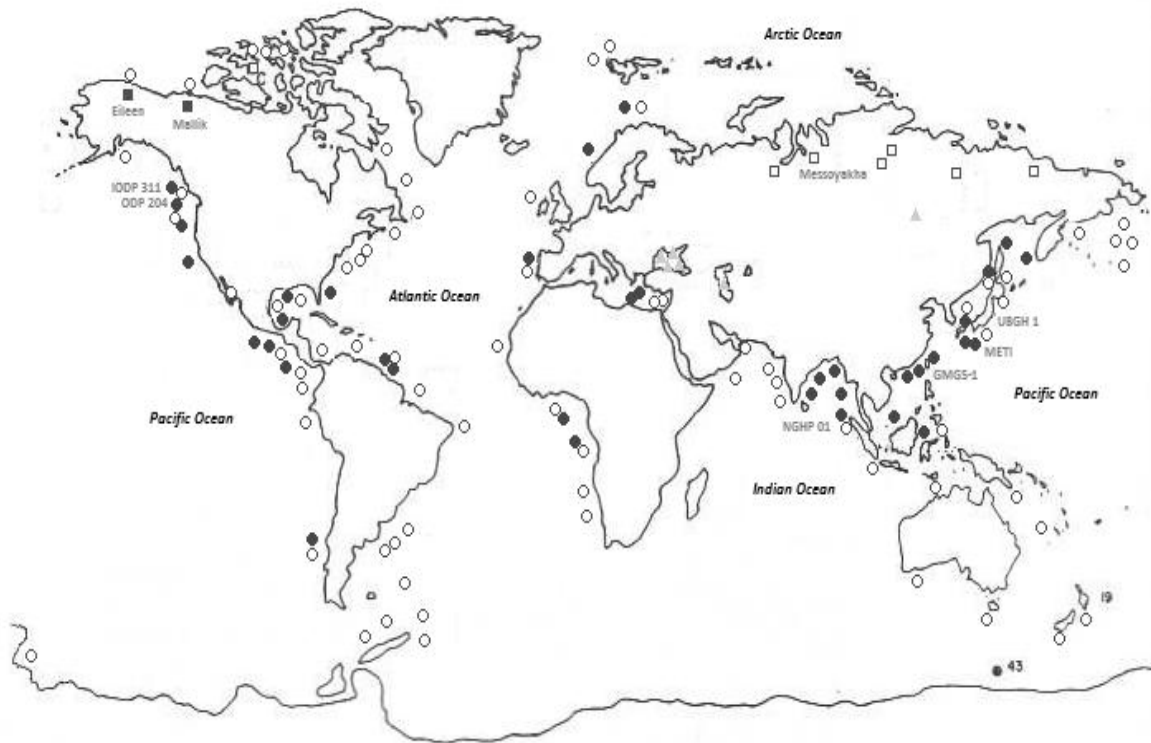 Arctic Ocean
Eileen
Mallik
Messoyakha
IODP 311
ODP 204
Atlantic Ocean
UBGH 1
METI
GMGS-1
Pacific Ocean
Pacific Ocean
NGHP 01
Indian Ocean
19
43